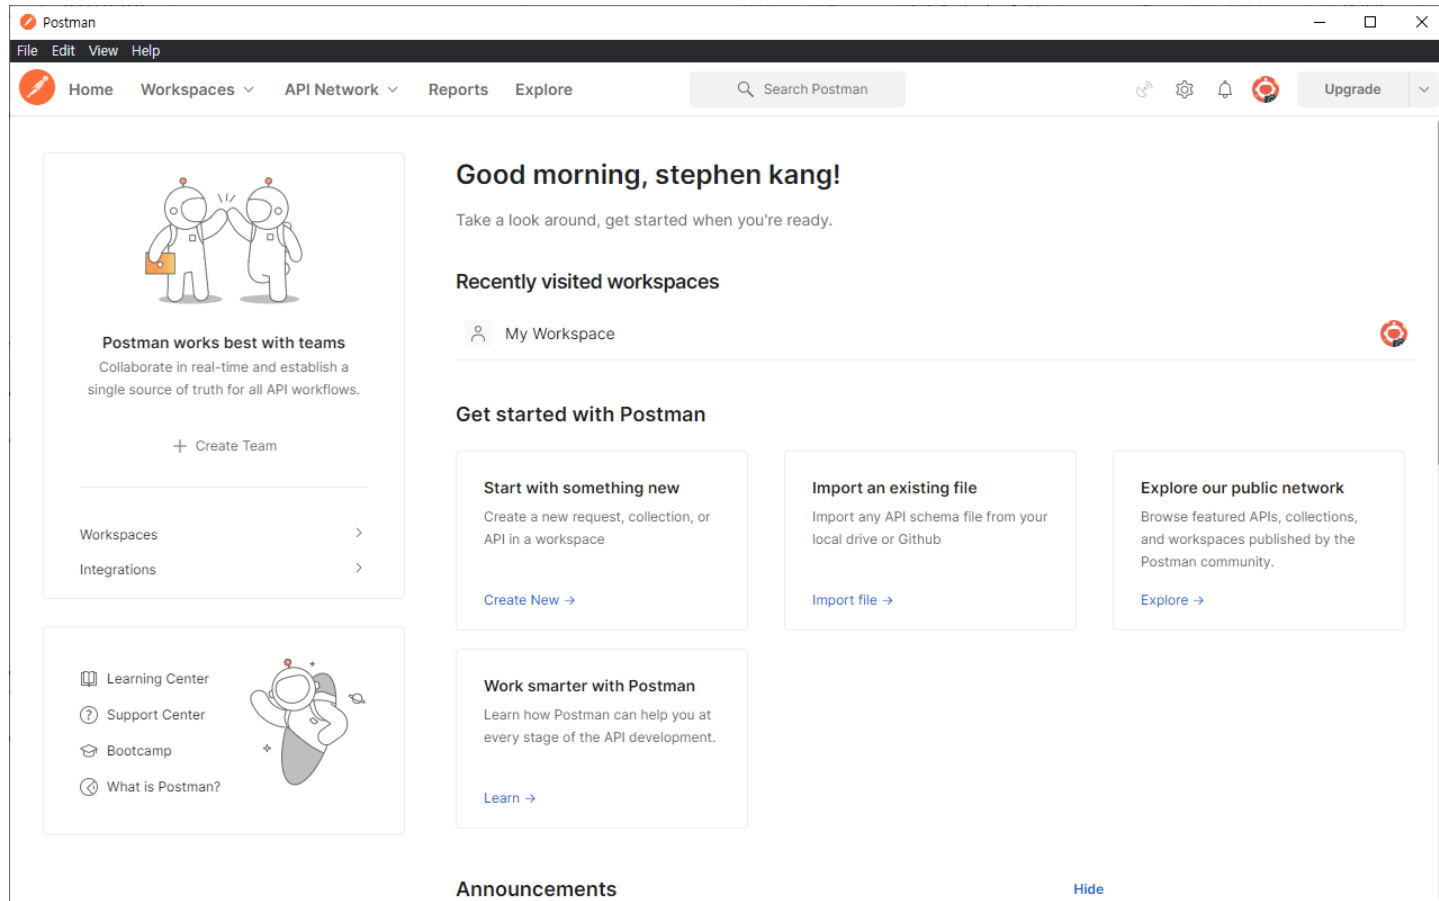 Postman
File Edit View Help
Home Workspaces API Network Reports Explore Search Postman Upgrade
Postman works best with teams
Collaborate in real-time and establish a
single source of truth for all API workflows.
Create Team
Workspaces
Integrations
Learning Center
Support Center
Bootcamp
What is Postman?
Good morning, stephen kang!
Take a look around, get started when you're ready.
Recently visited workspaces
My Workspace
Get started with Postman
Start with something new
Create a new request, collection, or
API in a workspace
Create New →
Import an existing file
Import any API schema file from your
local drive or Github
Import file →
Explore our public network
Browse featured APIs, collections,
and workspaces published by the
Postman community.
Explore →
Work smarter with Postman
Learn how Postman can help you at
every stage of the API development.
Learn →
Announcements
Hide